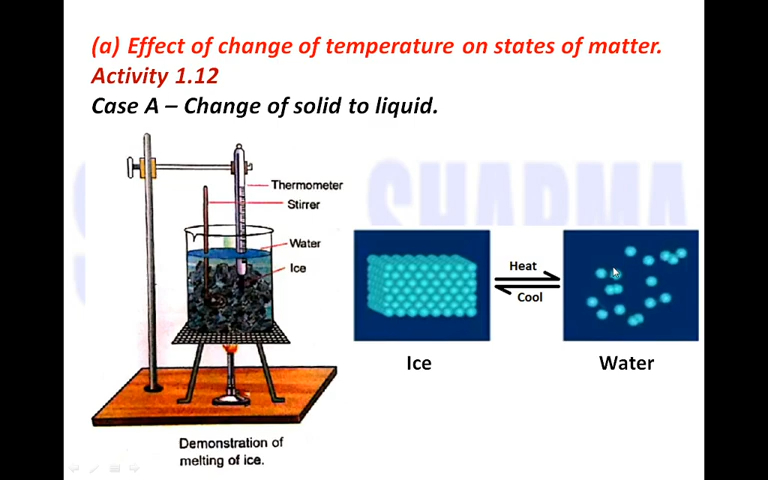 (a) Effect of change of temperature on states of matter.
Activity 1.12
Case A – Change of solid to liquid.
SHARMA
Thermometer
Stirrer
Water
Ice
Heat
Cool
Ice
Water
Demonstration of
melting of ice.